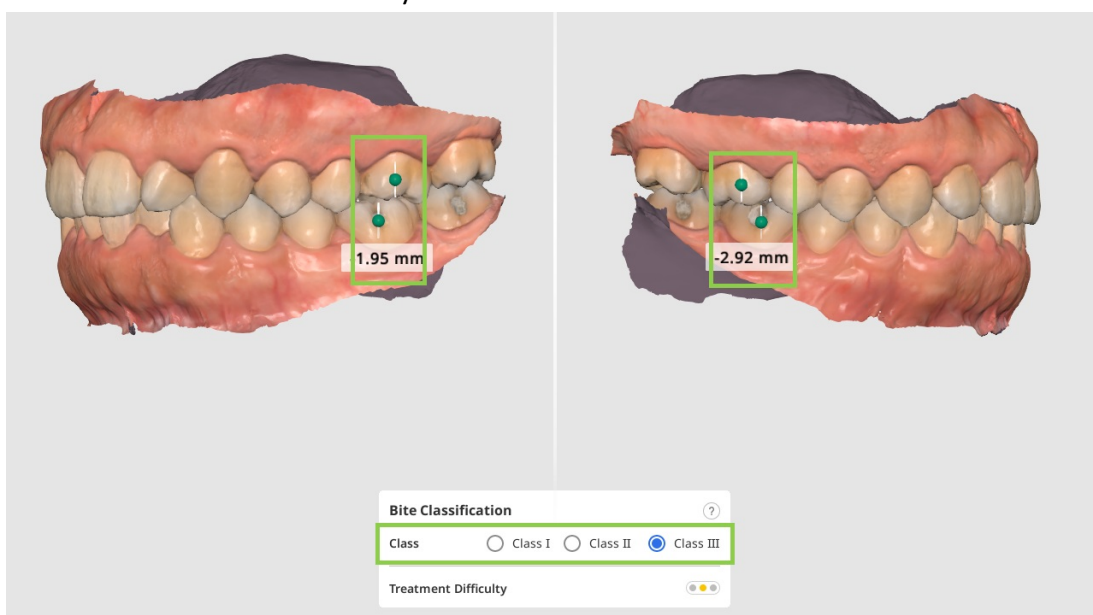 -1.95 mm
-2.92 mm
Bite Classification ?
Class Class I Class II Class III
Treatment Difficulty